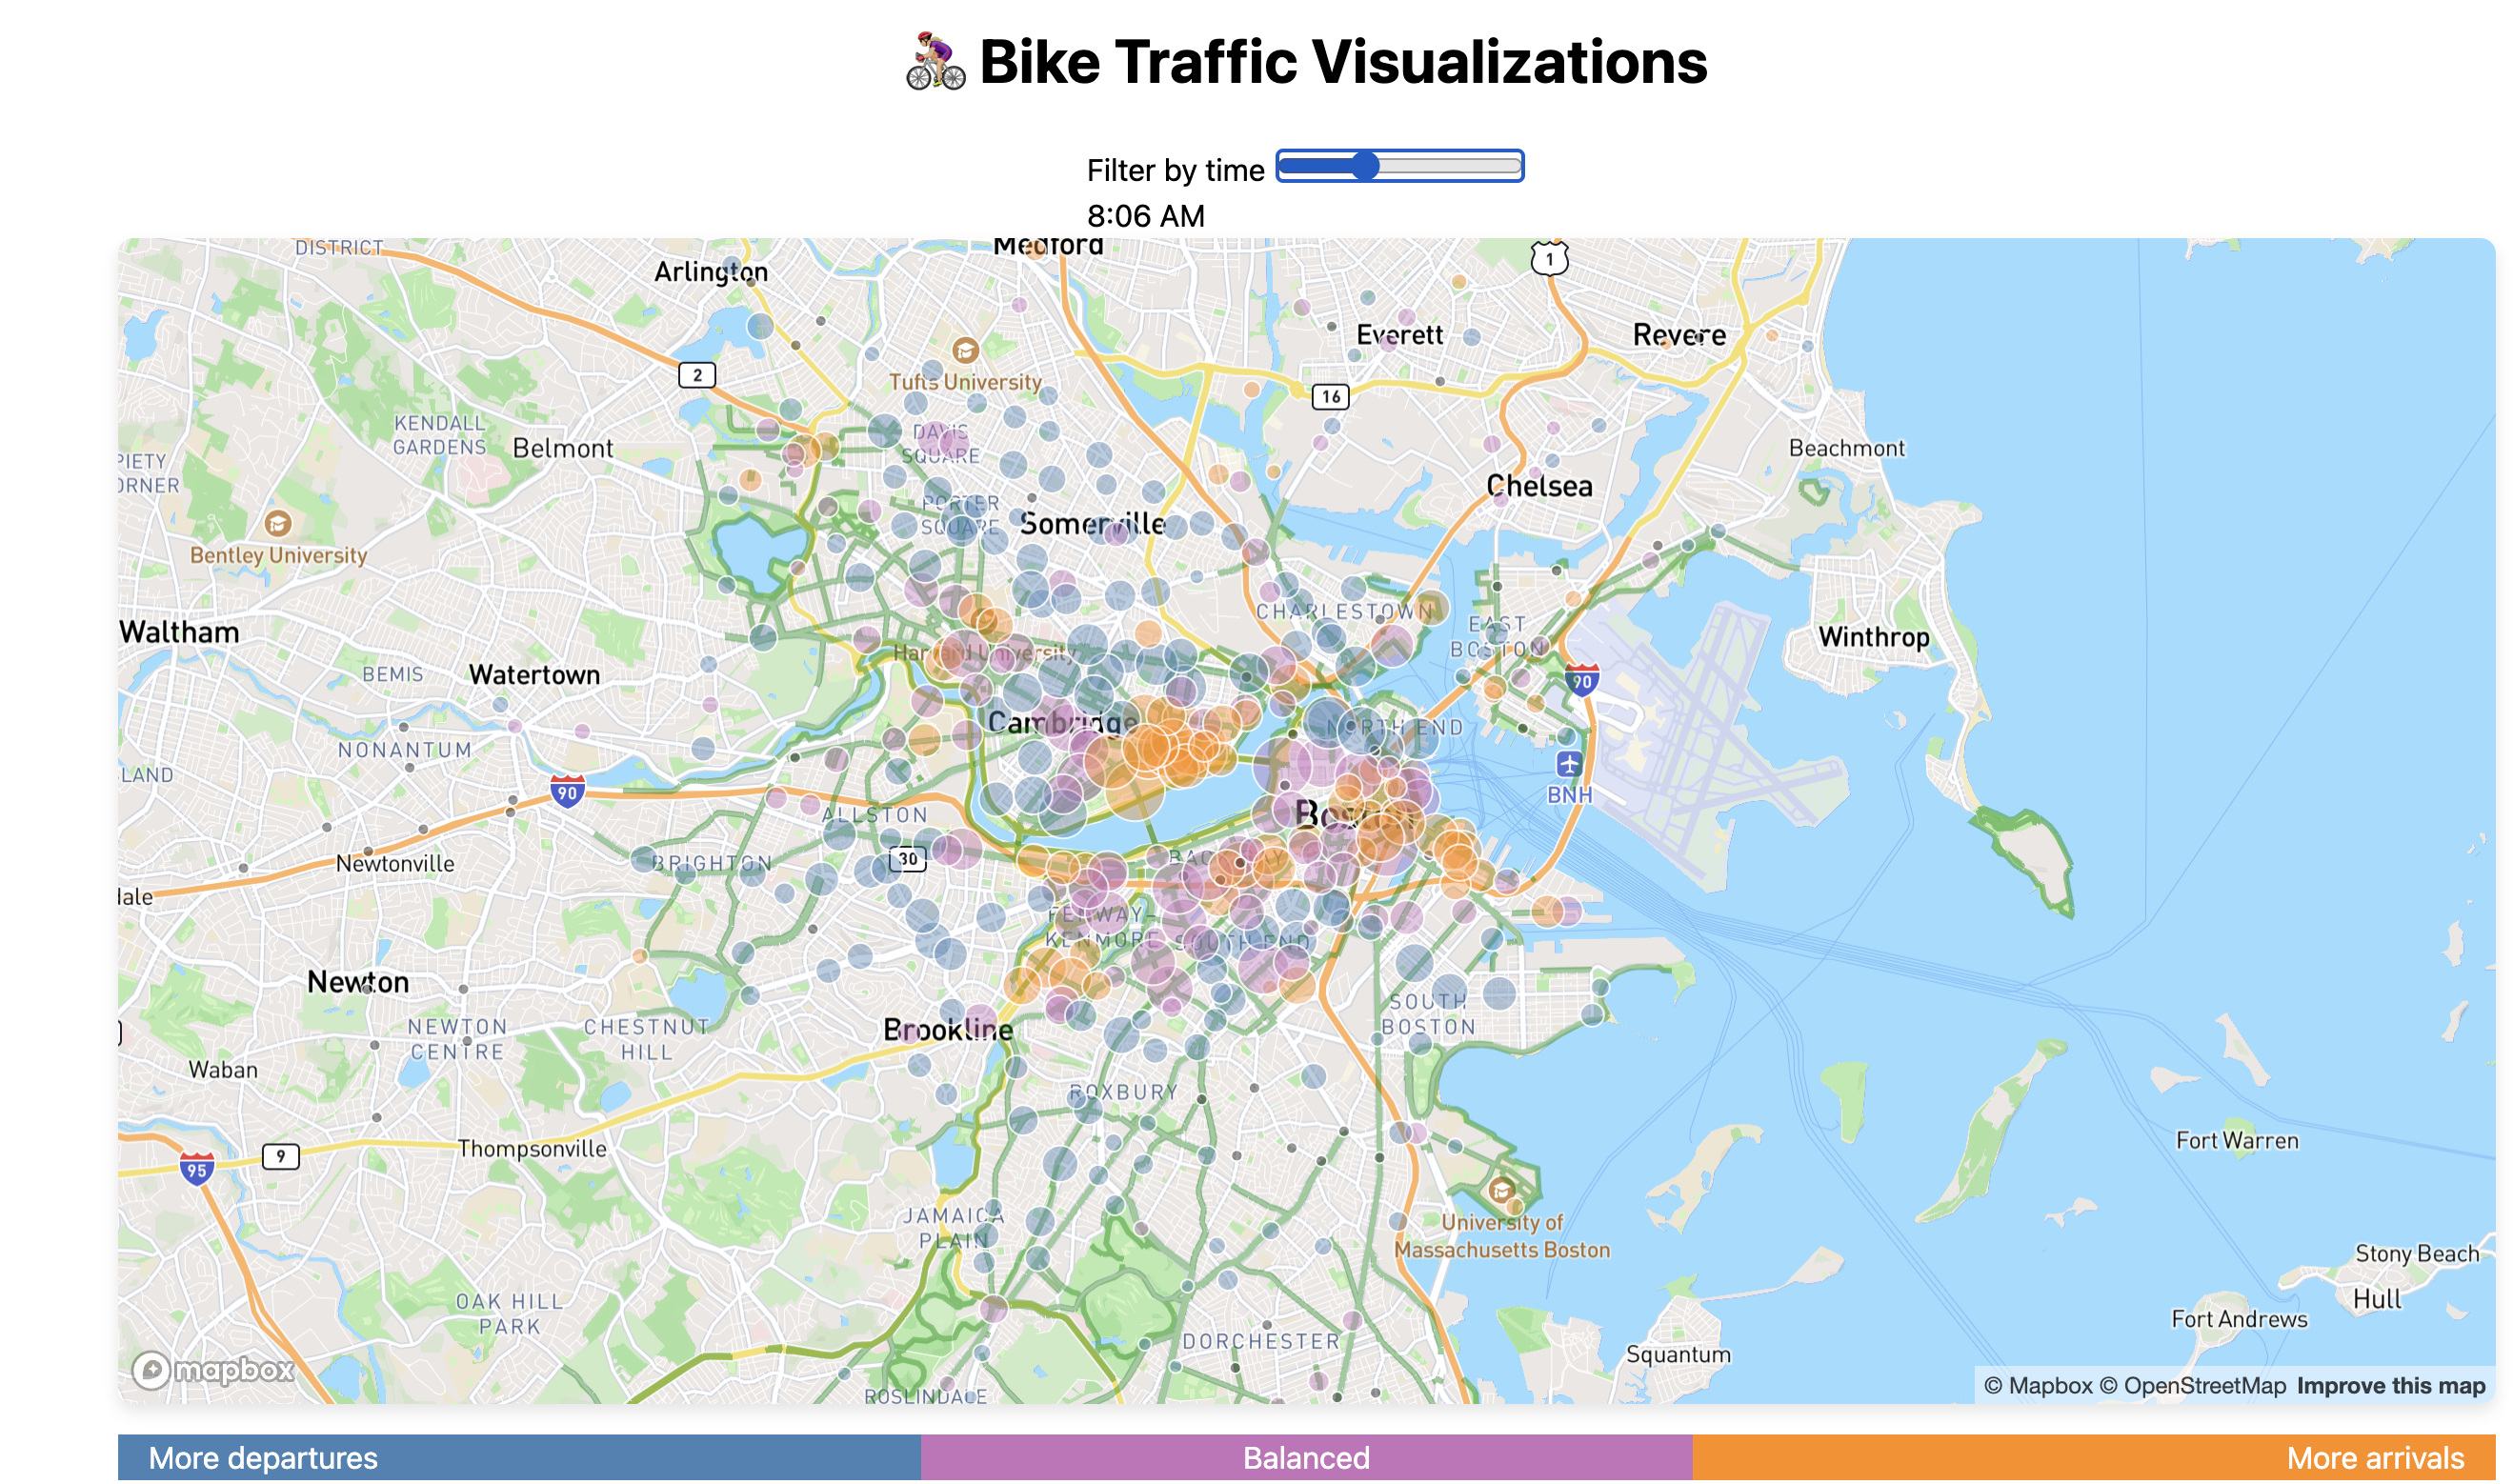 Bike Traffic Visualizations
Filter by time
8:06 AM
DISTRICT
Medford
1
Arlington
Everett
Revere
Tufts University
2
16
KENDALL
GARDENS
Belmont
DAVIS
SQUARE
Beachmont
PIETY
ORNER
Chelsea
PORTER
SQUARE
Somerville
Bentley University
CHARLESTOWN
EAST
BOSTON
Waltham
Winthrop
Harvard University
BEMIS
Watertown
90
Cambridge
NORTH END
NONANTUM
LAND
BNH
90
ALLSTON
Boston
BRIGHTON
30
BACK BAY
Newtonville
dale
FENWAY-
KENMORE
SOUTH END
Newton
SOUTH
BOSTON
NEWTON
CENTRE
CHESTNUT
HILL
Brookline
Waban
ROXBURY
9
Thompsonville
95
Fort Warren
JAMAICA
PLAIN
University of
Massachusetts Boston
Stony Beach
OAK HILL
PARK
Hull
Fort Andrews
DORCHESTER
Squantum
mapbox
© Mapbox © OpenStreetMap Improve this map
ROSLINDALE
More departures
Balanced
More arrivals